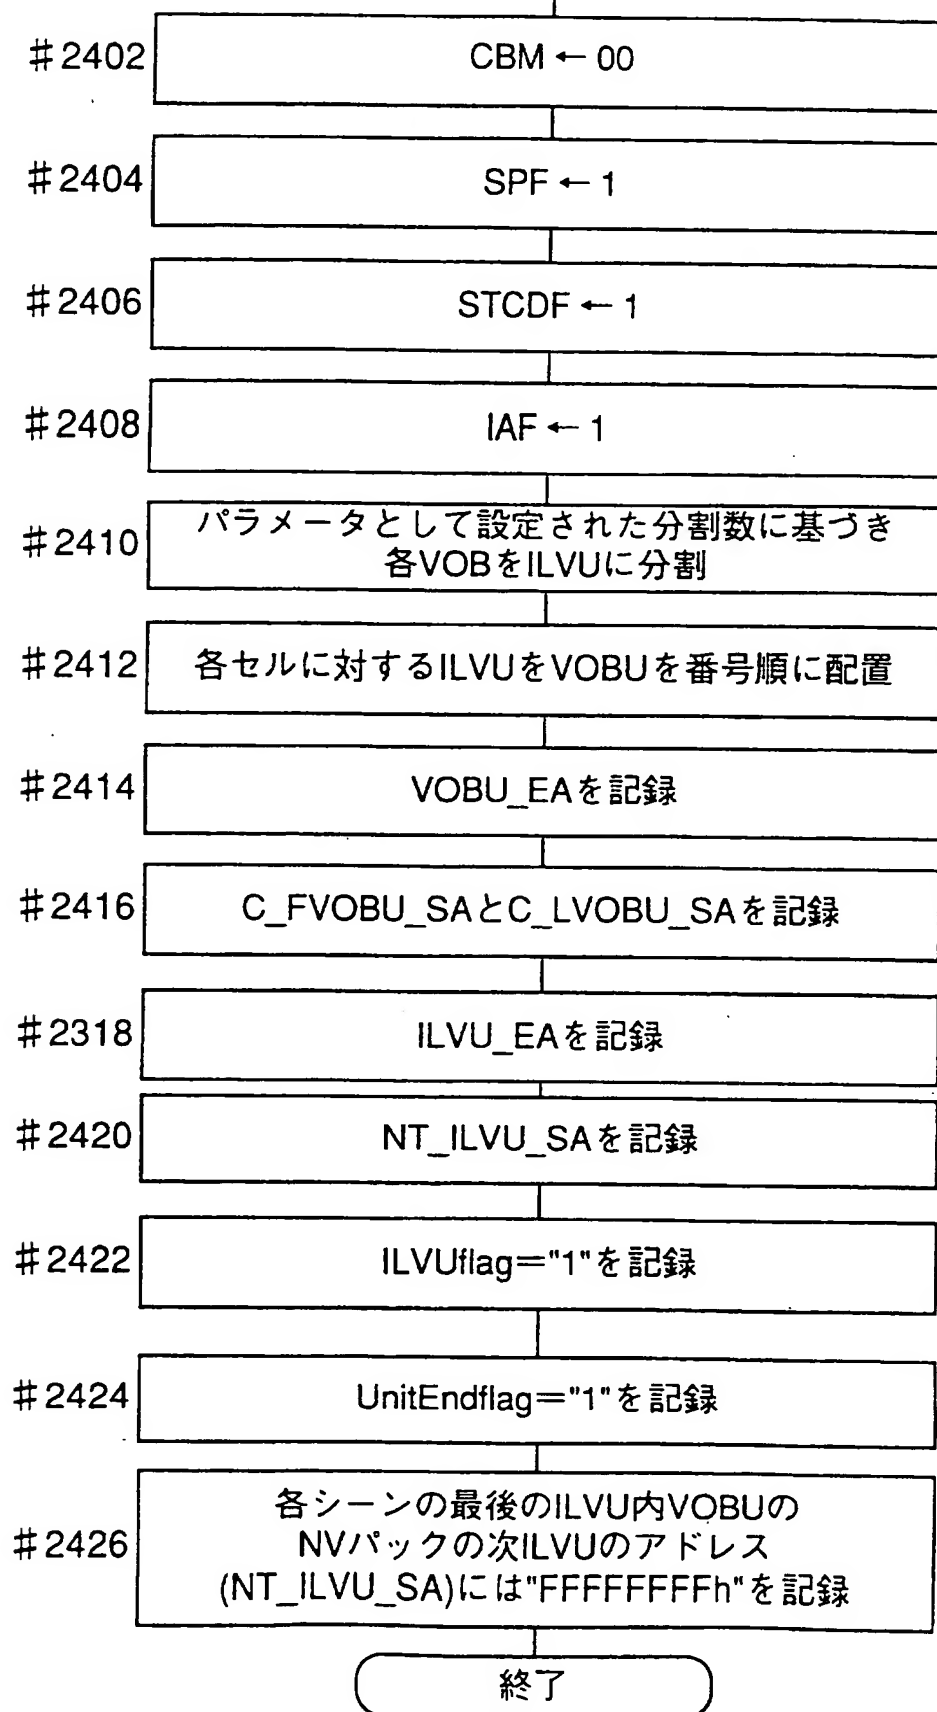 #2402 CBM ← 00
#2404 SPF ← 1
#2406 STCDF ← 1
#2408 IAF ← 1
#2410 パラメータとして設定された分割数に基づき
各VOBをILVUに分割
#2412 各セルに対するILVUをVOBUを番号順に配置
#2414 VOBU_EAを記録
#2416 C_FVOBU_SAとC_LVOBU_SAを記録
#2318 ILVU_EAを記録
#2420 NT_ILVU_SAを記録
#2422 ILVUflag="1"を記録
#2424 UnitEndflag="1"を記録
#2426 各シーンの最後のILVU内VOBUの
NVパックの次ILVUのアドレス
(NT_ILVU_SA)には"FFFFFFFFh"を記録
終了